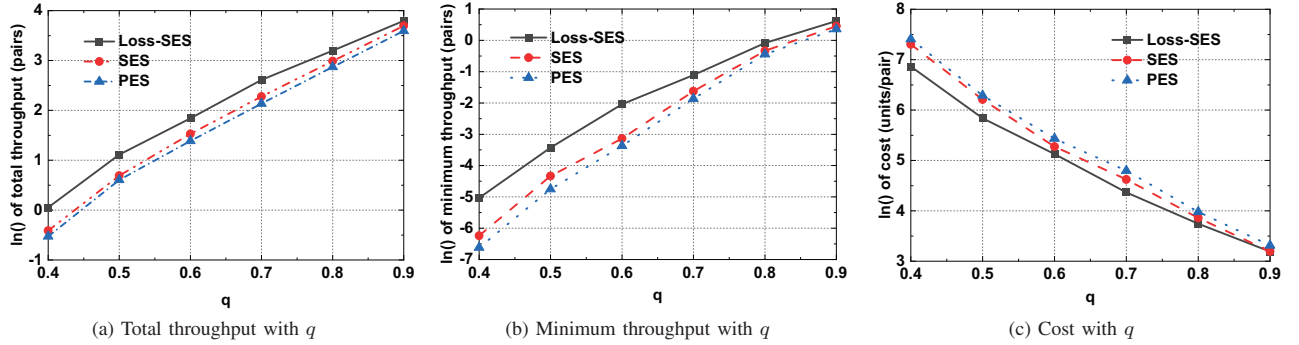 ln() of total throughput (pairs)
4
3
2
1
0
-1
Loss-SES
SES
PES
0.4 0.5 0.6 0.7 0.8 0.9
q
(a) Total throughput with q
ln() of minimum throughput (pairs)
1
0
-1
-2
-3
-4
-5
-6
-7
Loss-SES
SES
PES
0.4 0.5 0.6 0.7 0.8 0.9
q
(b) Minimum throughput with q
ln() of cost (units/pair)
8
7
6
5
4
3
Loss-SES
SES
PES
0.4 0.5 0.6 0.7 0.8 0.9
q
(c) Cost with q